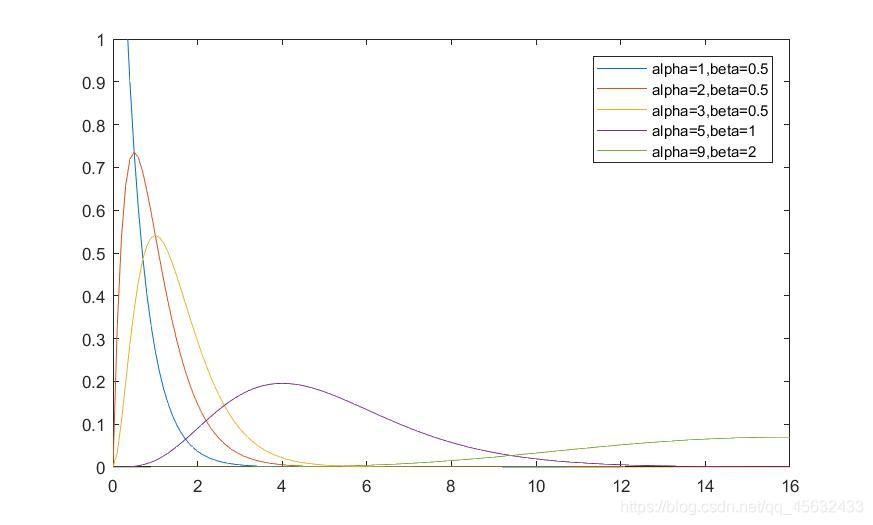 1
0.9
0.8
0.7
0.6
0.5
0.4
0.3
0.2
0.1
0
alpha=1,beta=0.5
alpha=2,beta=0.5
alpha=3,beta=0.5
alpha=5,beta=1
alpha=9,beta=2
0 2 4 6 8 10 12 14 16
https://blog.csdn.net/qq_45632433